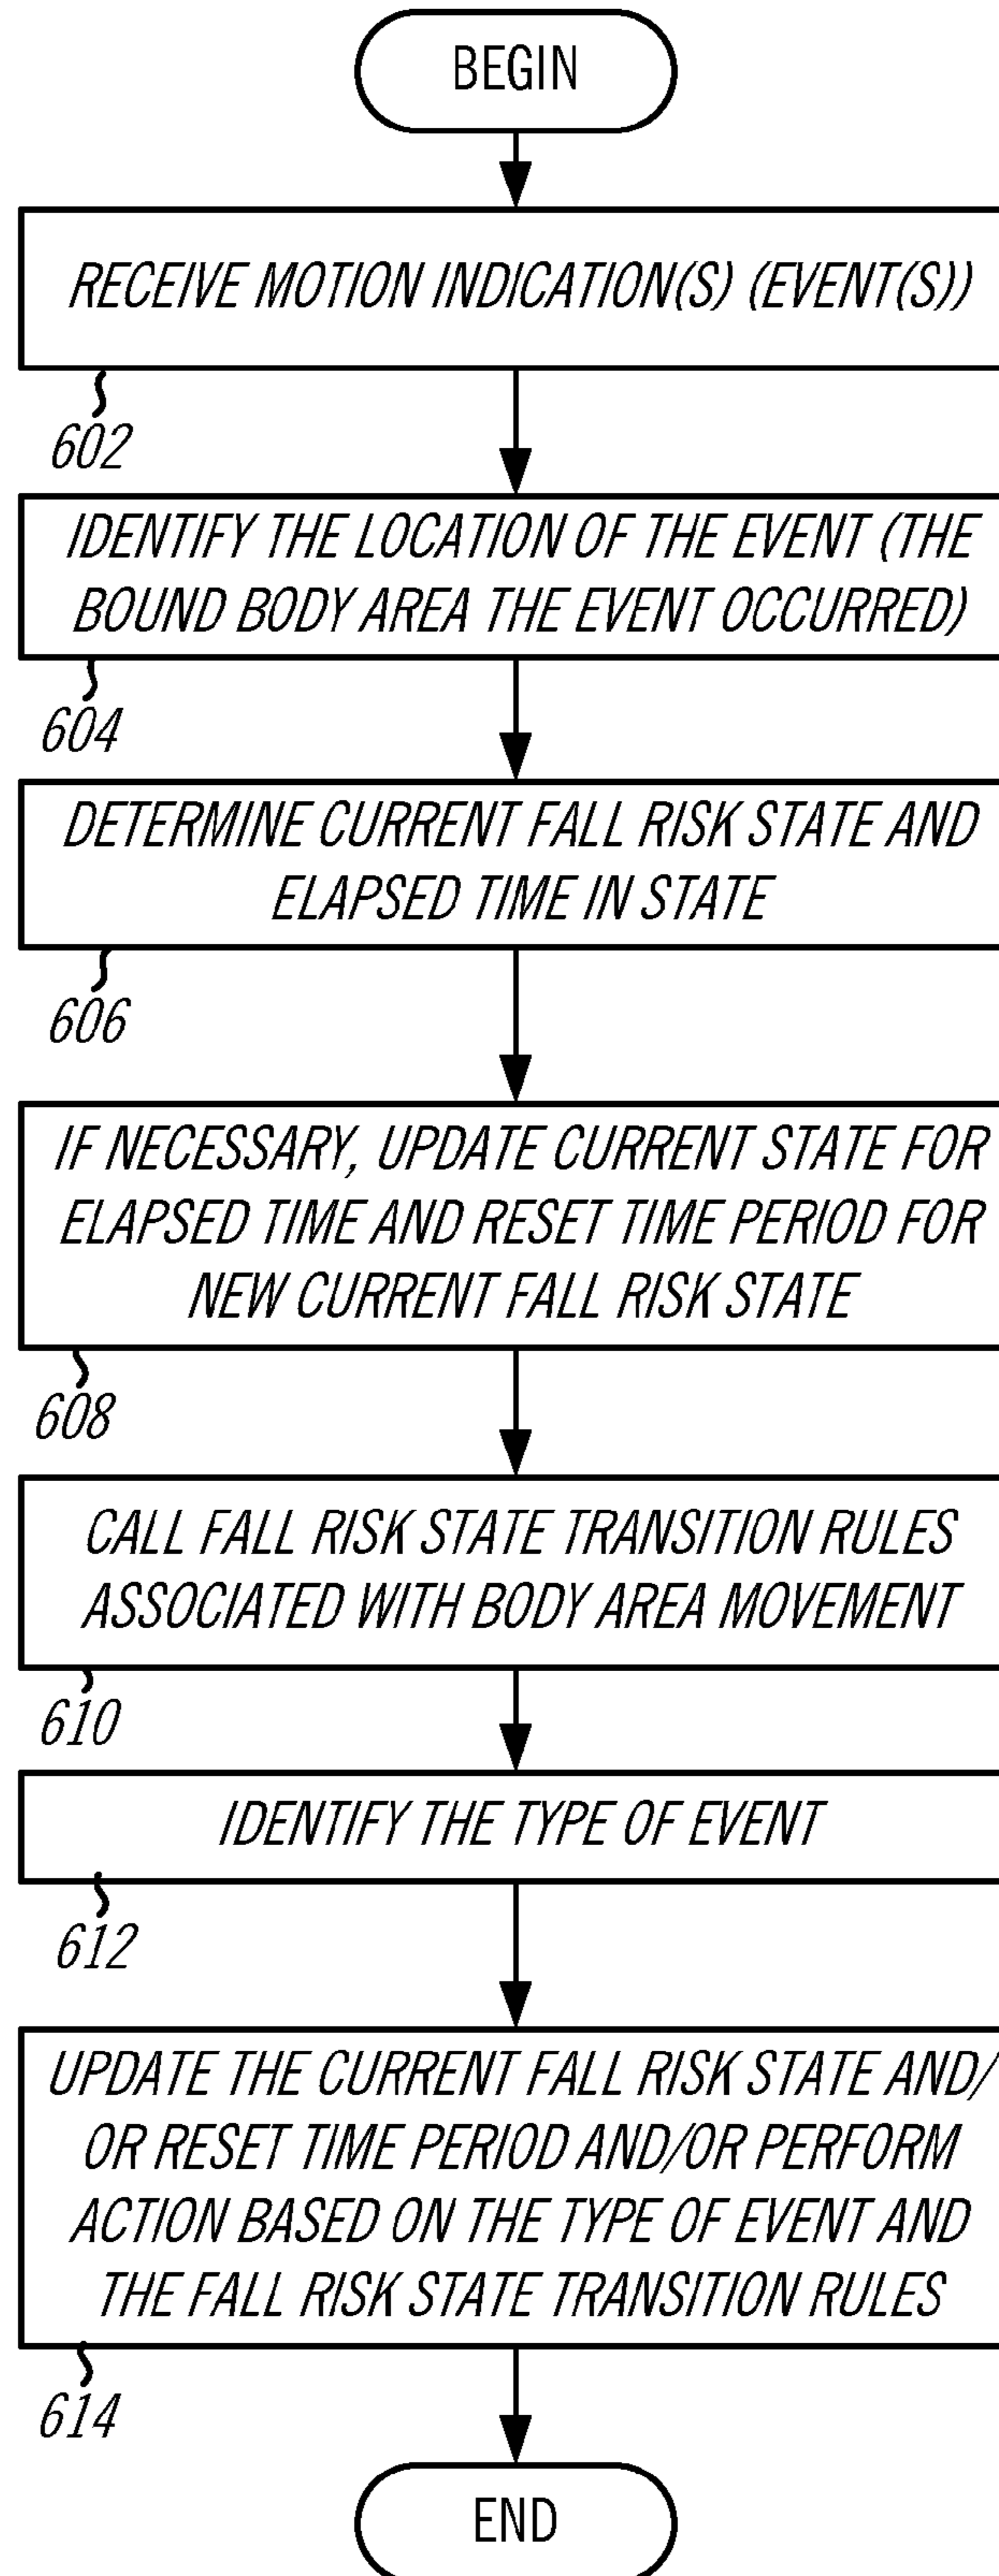 BEGIN
RECEIVE MOTION INDICATION(S) (EVENT(S))
602
IDENTIFY THE LOCATION OF THE EVENT (THE
BOUND BODY AREA THE EVENT OCCURRED)
604
DETERMINE CURRENT FALL RISK STATE AND
ELAPSED TIME IN STATE
606
IF NECESSARY, UPDATE CURRENT STATE FOR
ELAPSED TIME AND RESET TIME PERIOD FOR
NEW CURRENT FALL RISK STATE
608
CALL FALL RISK STATE TRANSITION RULES
ASSOCIATED WITH BODY AREA MOVEMENT
610
IDENTIFY THE TYPE OF EVENT
612
UPDATE THE CURRENT FALL RISK STATE AND/
OR RESET TIME PERIOD AND/OR PERFORM
ACTION BASED ON THE TYPE OF EVENT AND
THE FALL RISK STATE TRANSITION RULES
614
END